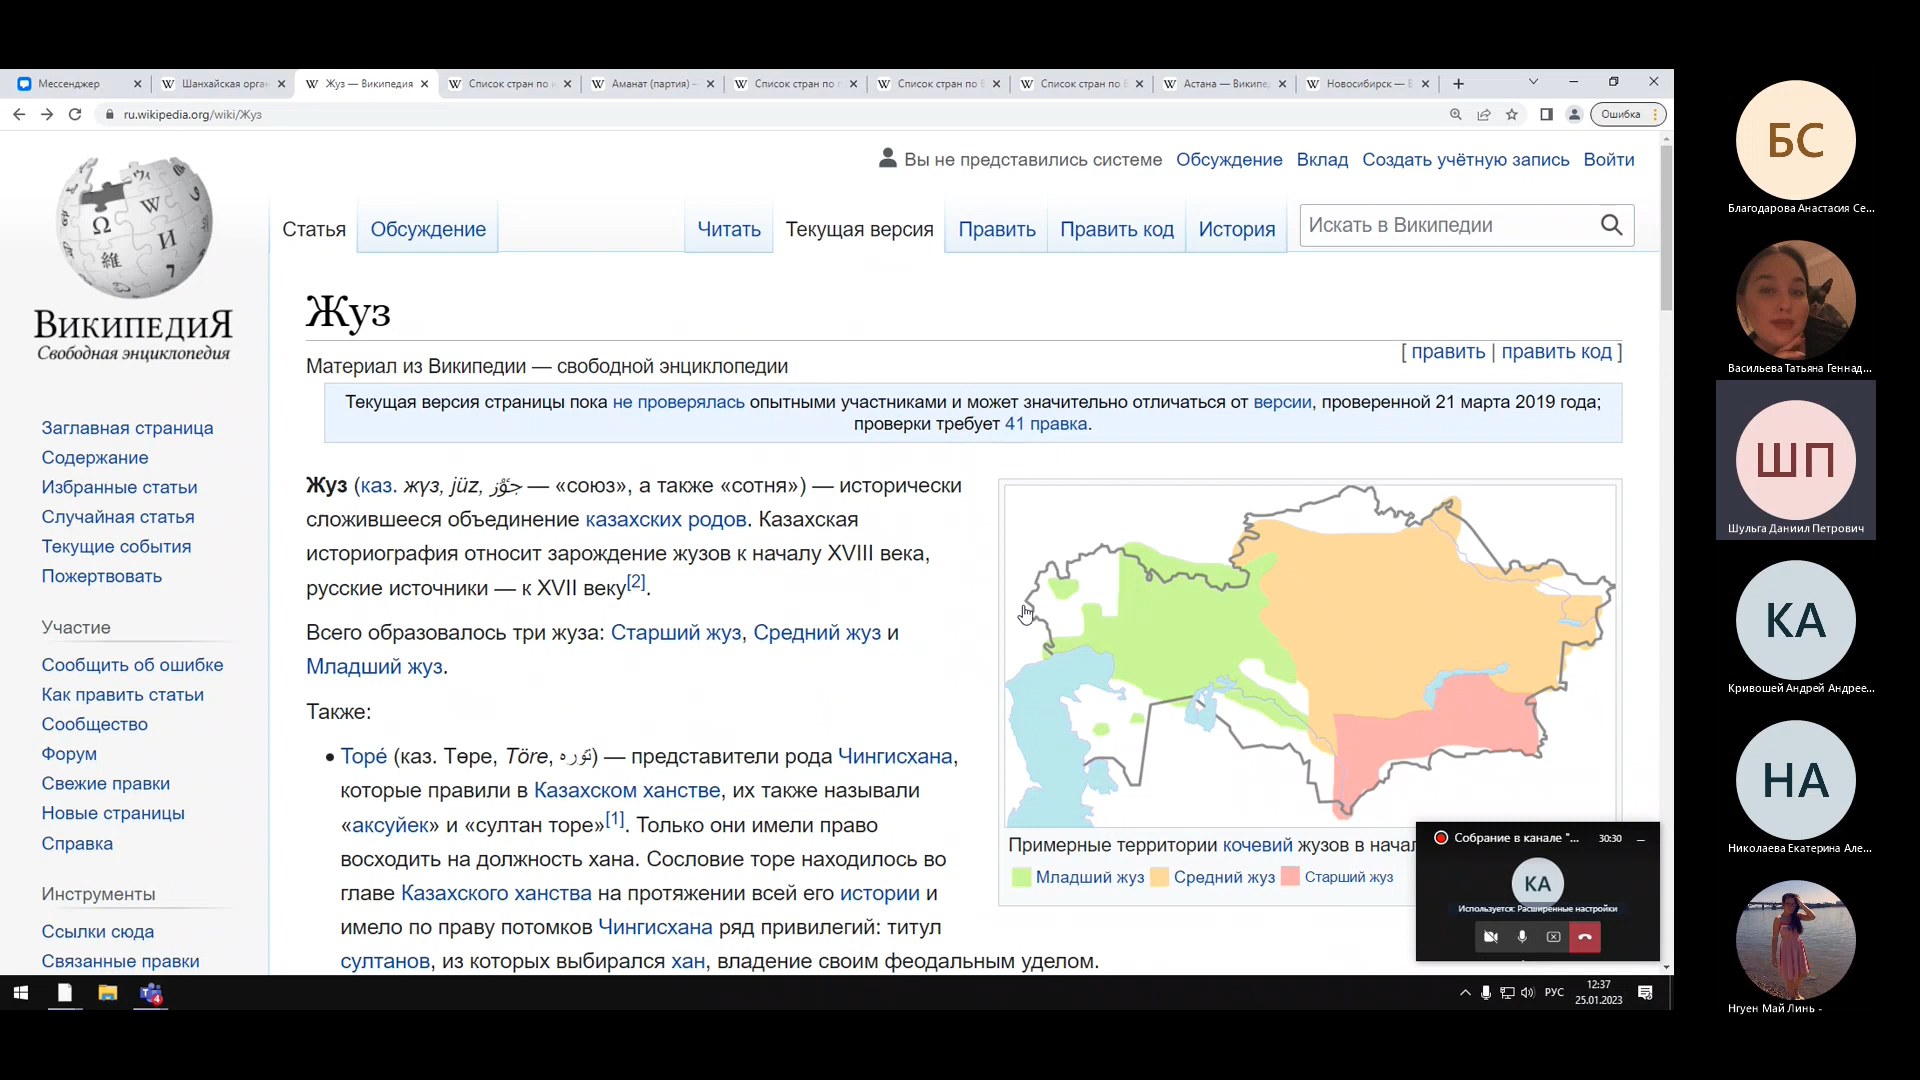 Мессенджер
Шанхайская орга
Жуз — Википедия
Список стран по
Аманат (партия) —
Список стран по
Список стран по
Список стран по
Астана — Википе
Новосибирск — В
ru.wikipedia.org/wiki/Жуз
Ошибка
Вы не представились системе Обсуждение Вклад Создать учётную запись Войти
Статья Обсуждение Читать Текущая версия Править Править код История Искать в Википедии
ВИКИПЕДИЯ
Свободная энциклопедия
Заглавная страница
Содержание
Избранные статьи
Случайная статья
Текущие события
Пожертвовать
Участие
Сообщить об ошибке
Как править статьи
Сообщество
Форум
Свежие правки
Новые страницы
Справка
Инструменты
Ссылки сюда
Связанные правки
Жуз
[ править | править код ]
Материал из Википедии — свободной энциклопедии
Текущая версия страницы пока не проверялась опытными участниками и может значительно отличаться от версии, проверенной 21 марта 2019 года;
проверки требует 41 правка.
Жуз (каз. жүз, jüz, — «союз», а также «сотня») — исторически
сложившееся объединение казахских родов. Казахская
историография относит зарождение жузов к началу XVIII века,
русские источники — к XVII веку[2].
Всего образовалось три жуза: Старший жуз, Средний жуз и
Младший жуз.
Также:
• Торе́ (каз. Төре, Töre, تٶره) — представители рода Чингисхана,
которые правили в Казахском ханстве, их также называли
«аксуйек» и «султан торе»[1]. Только они имели право
восходить на должность хана. Сословие торе находилось во
главе Казахского ханства на протяжении всей его истории и
имело по праву потомков Чингисхана ряд привилегий: титул
султанов, из которых выбирался хан, владение своим феодальным уделом.
Примерные территории кочевий жузов в начал
Младший жуз Средний жуз Старший жуз
Собрание в канале "... 30:30
КА
Используется: Расширенные настройки
4
РУС
12:37
25.01.2023
БС
Благодарова Анастасия Се...
Васильева Татьяна Геннад...
ШП
Шульга Даниил Петрович
КА
Кривошей Андрей Андрее...
НА
Николаева Екатерина Але...
Нгуен Май Линь -